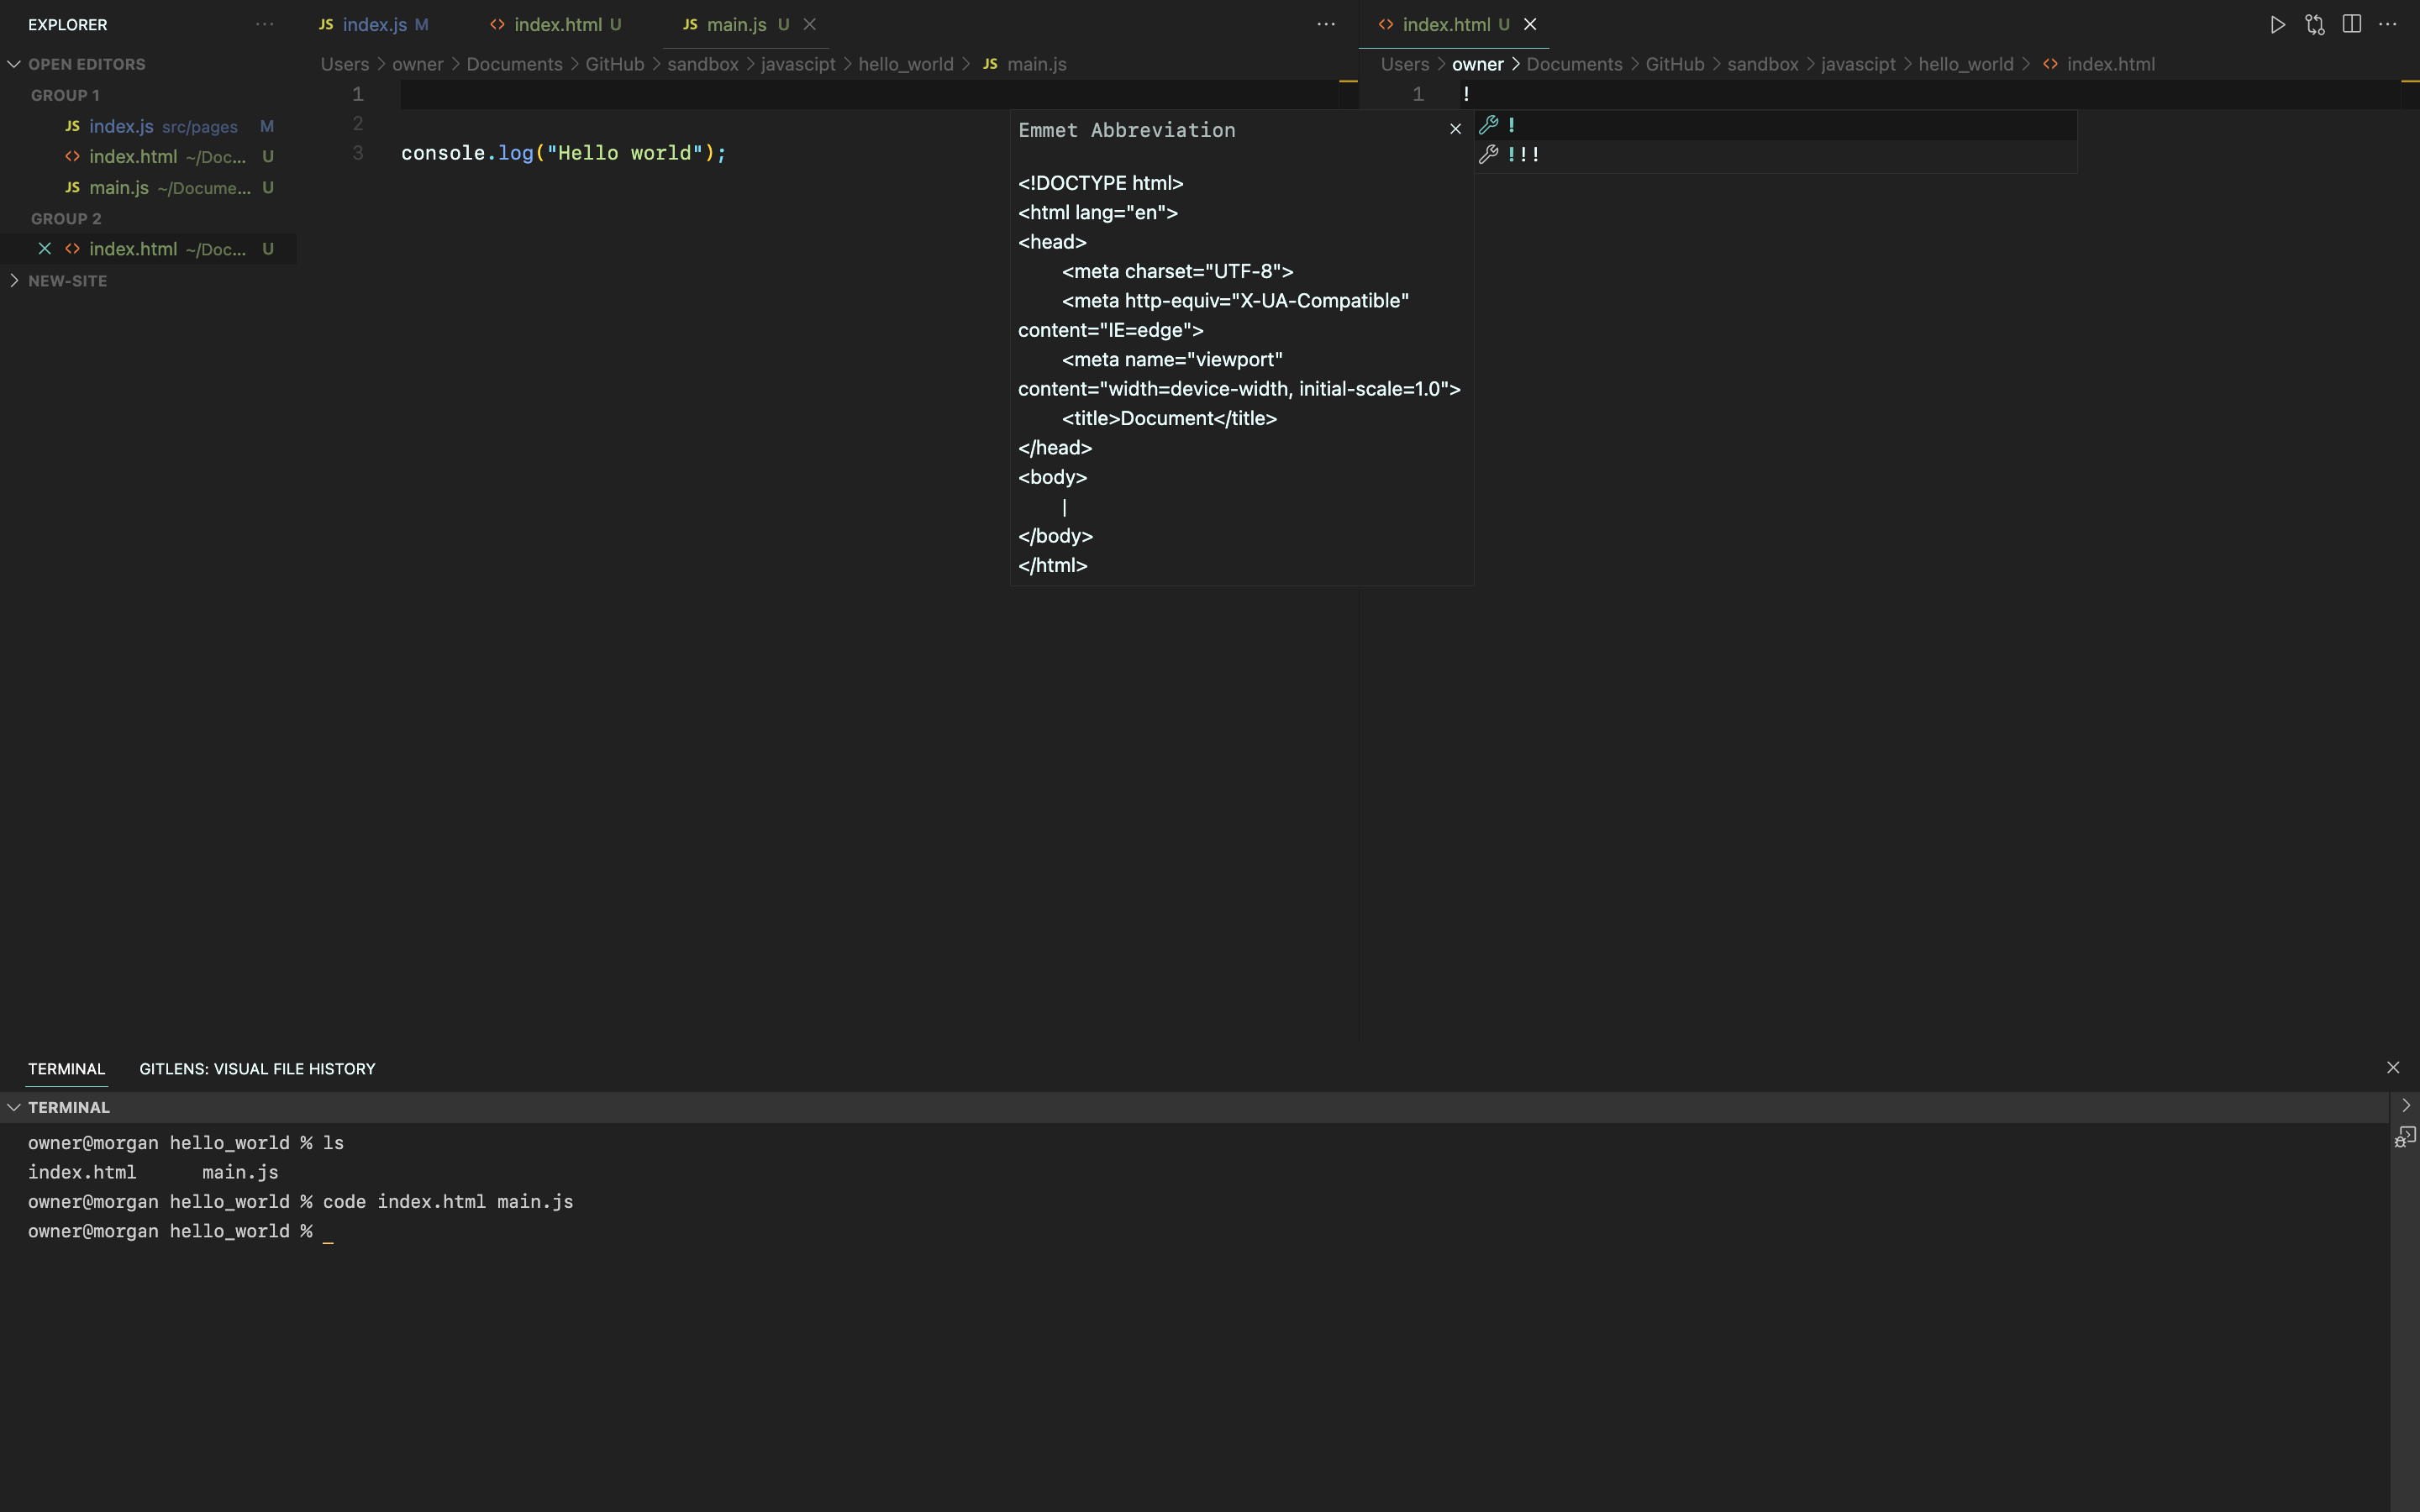 EXPLORER
OPEN EDITORS
GROUP 1
JS index.js src/pages M
<> index.html ~/Doc... U
JS main.js ~/Docume... U
GROUP 2
<> index.html ~/Doc... U
NEW-SITE
JS index.js M <> index.html U JS main.js U
Users > owner > Documents > GitHub > sandbox > javascipt > hello_world > JS main.js
1
2
3 console.log("Hello world");
<> index.html U
Users > owner > Documents > GitHub > sandbox > javascipt > hello_world > <> index.html
1 !
!
!!!
Emmet Abbreviation
<!DOCTYPE html>
<html lang="en">
<head>
<meta charset="UTF-8">
<meta http-equiv="X-UA-Compatible"
content="IE=edge">
<meta name="viewport"
content="width=device-width, initial-scale=1.0">
<title>Document</title>
</head>
<body>
|
</body>
</html>
TERMINAL GITLENS: VISUAL FILE HISTORY
TERMINAL
owner@morgan hello_world % ls
index.html main.js
owner@morgan hello_world % code index.html main.js
owner@morgan hello_world % _